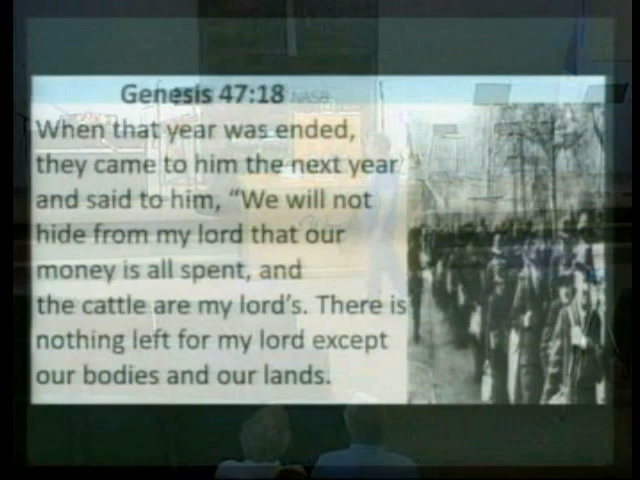 Genesis 47:18 NASB
When that year was ended,
they came to him the next year
and said to him, “We will not
hide from my lord that our
money is all spent, and
the cattle are my lord’s. There is
nothing left for my lord except
our bodies and our lands.